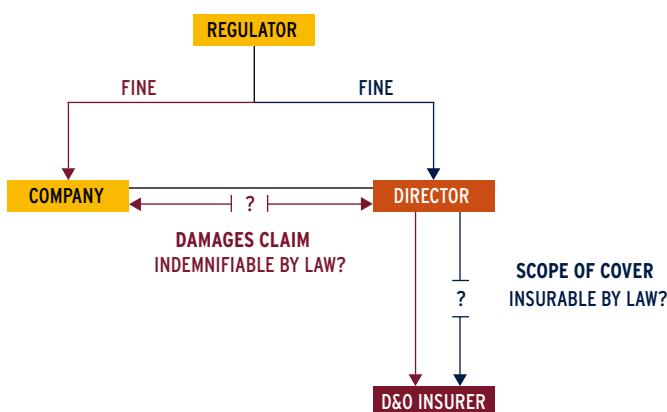 REGULATOR
FINE
FINE
COMPANY
?
DIRECTOR
DAMAGES CLAIM
INDEMNIFIABLE BY LAW?
SCOPE OF COVER
?
INSURABLE BY LAW?
D&O INSURER